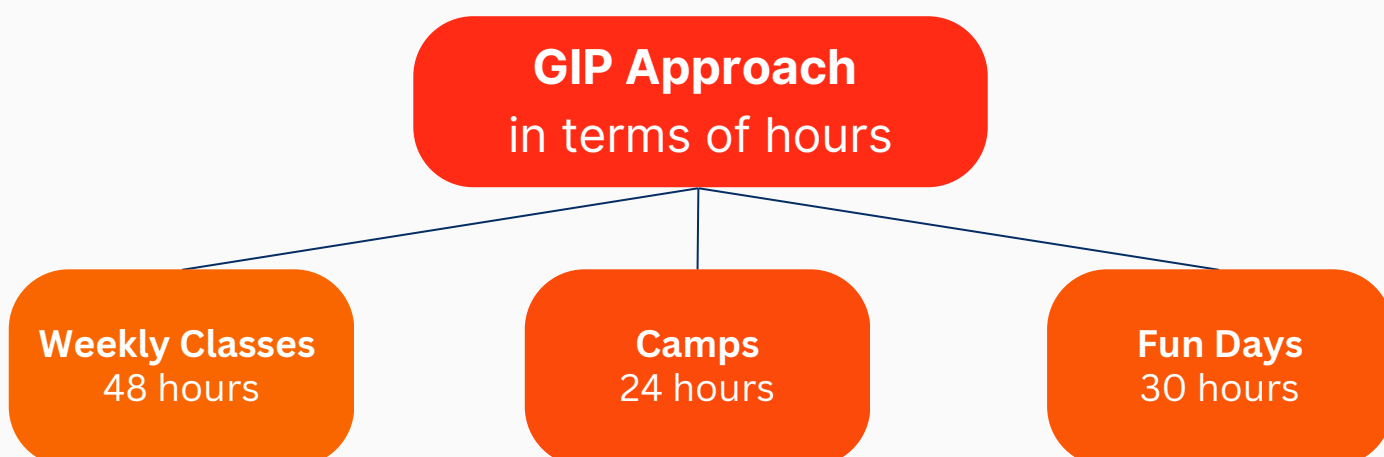 GIP Approach
in terms of hours
Weekly Classes
48 hours
Camps
24 hours
Fun Days
30 hours